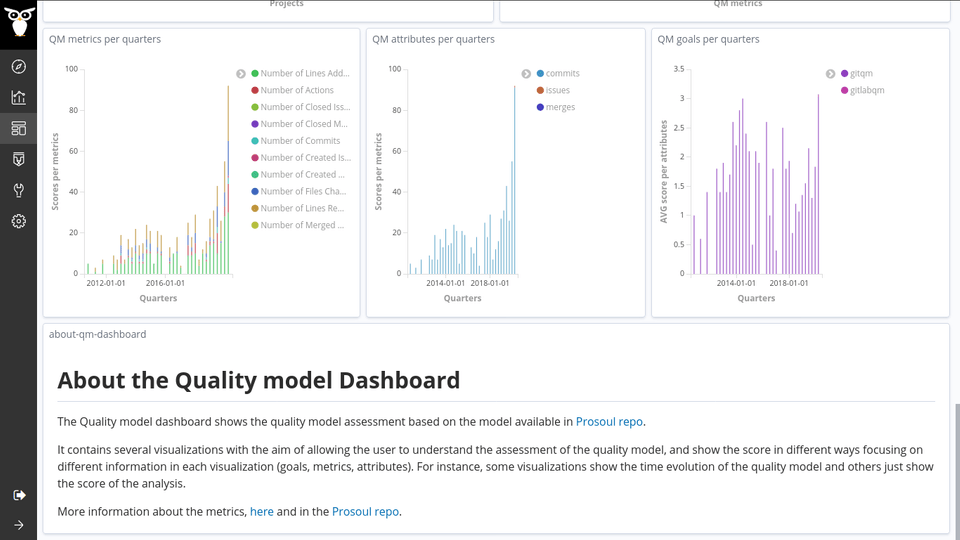 Projects
QM metrics
QM metrics per quarters
100
80
60
40
20
0
Scores per metrics
2012-01-01
2016-01-01
Quarters
Number of Lines Add...
Number of Actions
Number of Closed Iss...
Number of Closed M...
Number of Commits
Number of Created Is...
Number of Created ...
Number of Files Cha...
Number of Lines Re...
Number of Merged ...
QM attributes per quarters
100
80
60
40
20
0
Scores per metrics
2014-01-01
2018-01-01
Quarters
commits
issues
merges
QM goals per quarters
3.5
3
2.5
2
1.5
1
0.5
0
AVG score per attributes
2014-01-01
2018-01-01
Quarters
gitqm
gitlabqm
about-qm-dashboard
About the Quality model Dashboard
The Quality model dashboard shows the quality model assessment based on the model available in Prosoul repo.
It contains several visualizations with the aim of allowing the user to understand the assessment of the quality model, and show the score in different ways focusing on
different information in each visualization (goals, metrics, attributes). For instance, some visualizations show the time evolution of the quality model and others just show
the score of the analysis.
More information about the metrics, here and in the Prosoul repo.